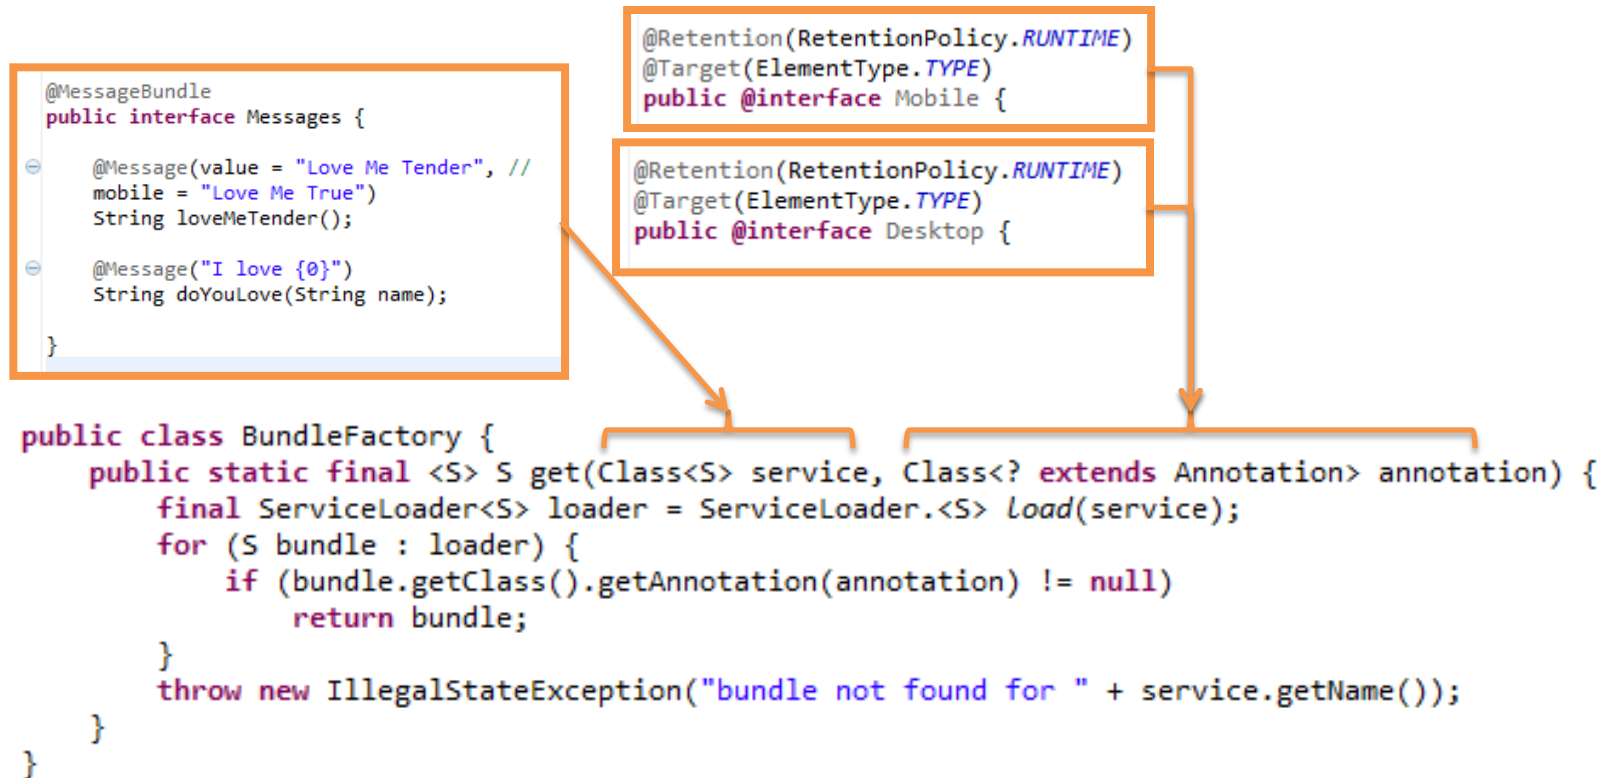 @MessageBundle
public interface Messages {
@Message(value = "Love Me Tender", //
mobile = "Love Me True")
String loveMeTender();
@Message("I love {0}")
String doYouLove(String name);
}
@Retention(RetentionPolicy.RUNTIME)
@Target(ElementType.TYPE)
public @interface Mobile {
@Retention(RetentionPolicy.RUNTIME)
@Target(ElementType.TYPE)
public @interface Desktop {
public class BundleFactory {
public static final <S> S get(Class<S> service, Class<? extends Annotation> annotation) {
final ServiceLoader<S> loader = ServiceLoader.<S> load(service);
for (S bundle : loader) {
if (bundle.getClass().getAnnotation(annotation) != null)
return bundle;
}
throw new IllegalStateException("bundle not found for " + service.getName());
}
}